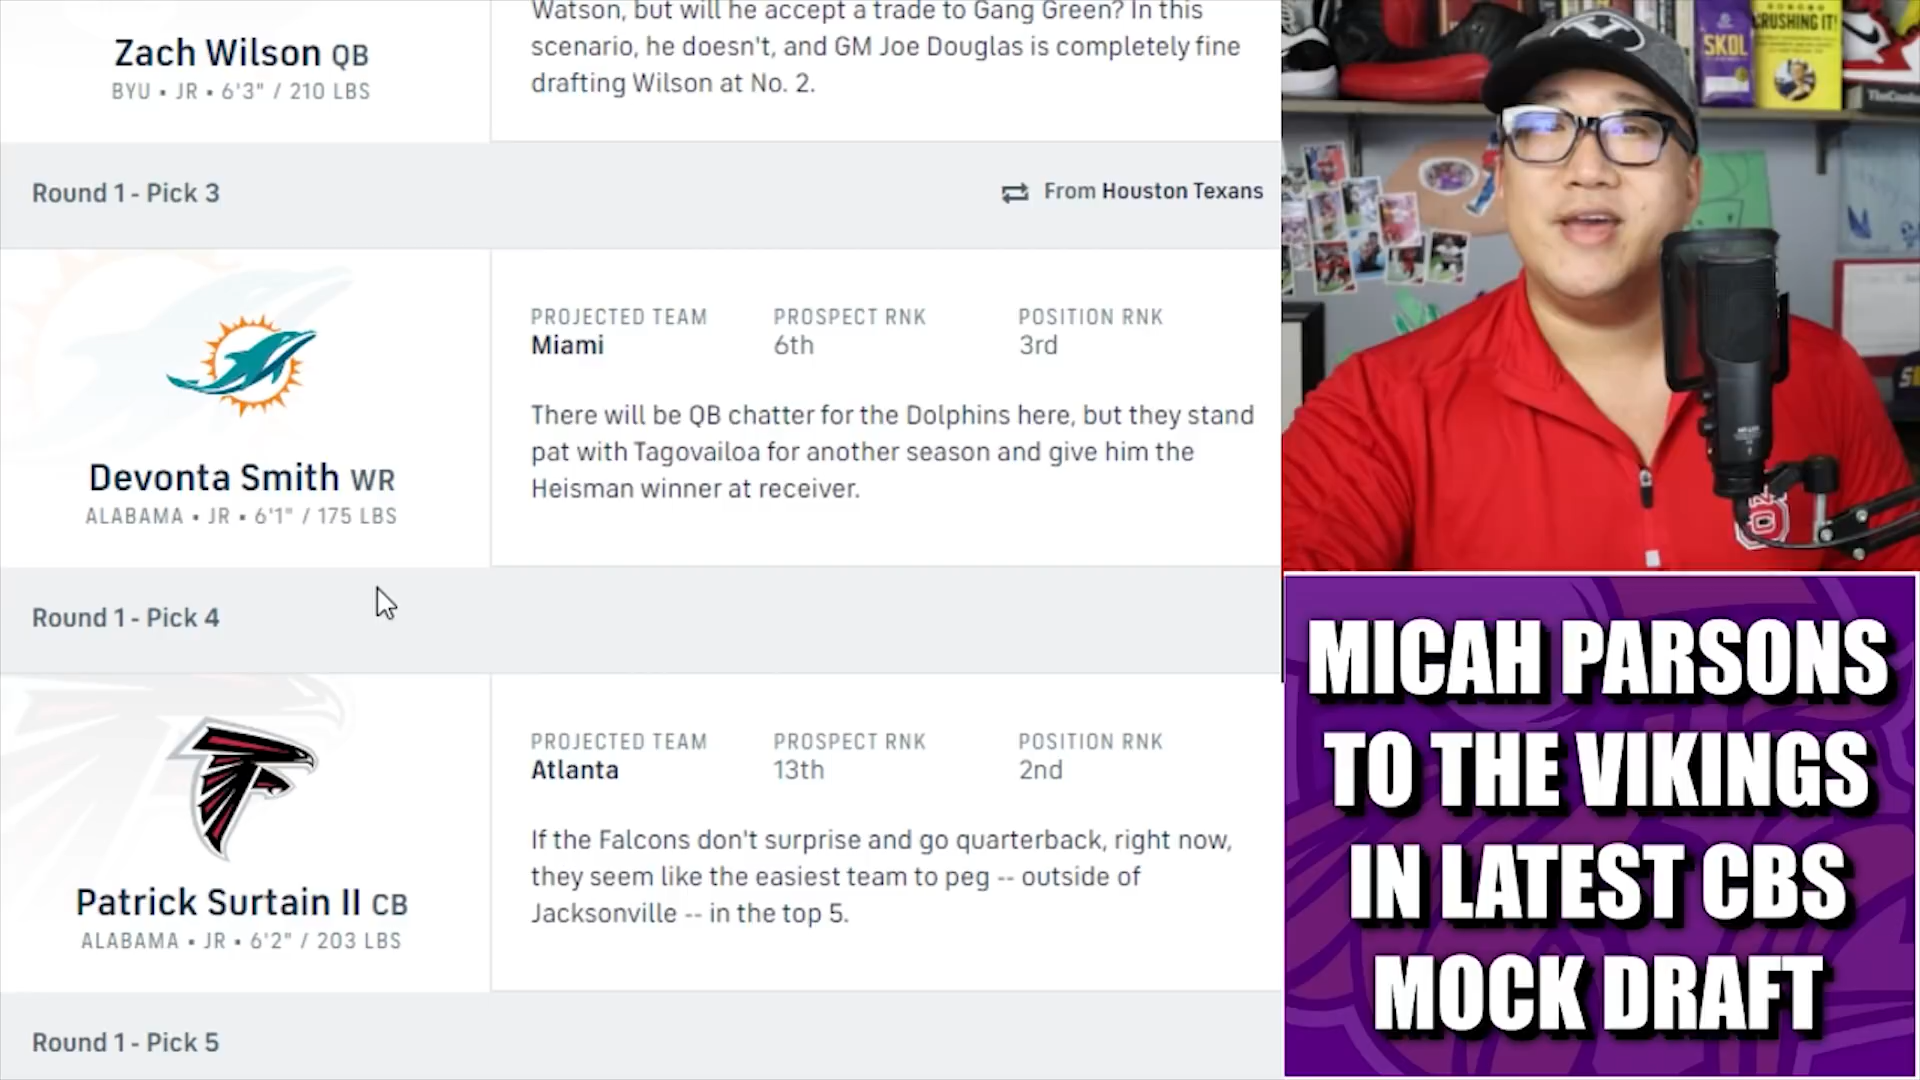 Watson, but will he accept a trade to Gang Green? In this
scenario, he doesn't, and GM Joe Douglas is completely fine
drafting Wilson at No. 2.
Zach Wilson QB
BYU • JR • 6'3" / 210 LBS
Round 1 - Pick 3
From Houston Texans
PROJECTED TEAM
Miami
PROSPECT RNK
6th
POSITION RNK
3rd
There will be QB chatter for the Dolphins here, but they stand
pat with Tagovailoa for another season and give him the
Heisman winner at receiver.
Devonta Smith WR
ALABAMA • JR • 6'1" / 175 LBS
Round 1 - Pick 4
PROJECTED TEAM
Atlanta
PROSPECT RNK
13th
POSITION RNK
2nd
If the Falcons don't surprise and go quarterback, right now,
they seem like the easiest team to peg -- outside of
Jacksonville -- in the top 5.
Patrick Surtain II CB
ALABAMA • JR • 6'2" / 203 LBS
Round 1 - Pick 5
SKOL
CRUSHING IT!
MICAH PARSONS
TO THE VIKINGS
IN LATEST CBS
MOCK DRAFT